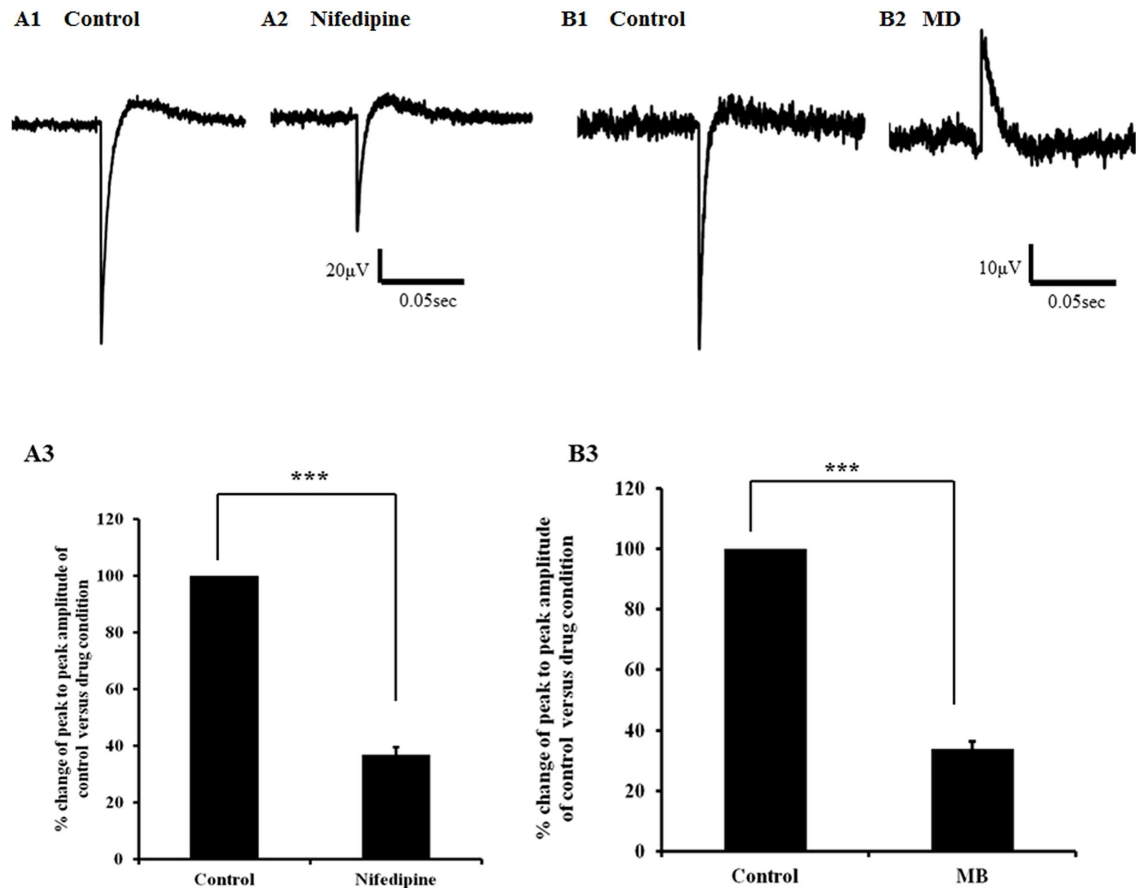 A1 Control
A2 Nifedipine
B1 Control
B2 MD
20µV
0.05sec
10µV
0.05sec
A3
***
% change of peak to peak amplitude of
control versus drug condition
120
100
80
60
40
20
0
Control
Nifedipine
B3
***
% change of peak to peak amplitude
of control versus drug condition
120
100
80
60
40
20
0
Control
MB